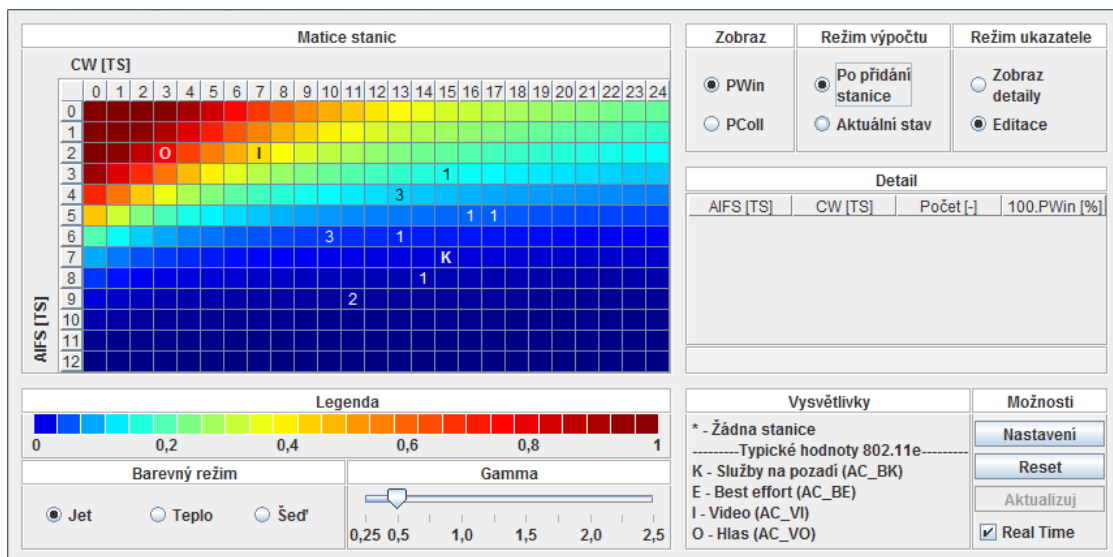 Matice stanic
CW [TS]
0 1 2 3 4 5 6 7 8 9 10 11 12 13 14 15 16 17 18 19 20 21 22 23 24
0
1
2 O I
3 1
4 3
5 1 1
6 3 1
7 K
8 1
9 2
10
11
12
AIFS [TS]
Legenda
0 0,2 0,4 0,6 0,8 1
Barevný režim
Jet Teplo Šeď
Gamma
0,25 0,5 1,0 1,5 2,0 2,5
Zobraz
PWin
PColl
Režim výpočtu
Po přidání
stanice
Aktuální stav
Režim ukazatele
Zobraz
detaily
Editace
Detail
AIFS [TS] CW [TS] Počet [-] 100.PWin [%]
Vysvětlivky
* - Žádna stanice
---------Typické hodnoty 802.11e---------
K - Služby na pozadí (AC_BK)
E - Best effort (AC_BE)
I - Video (AC_VI)
O - Hlas (AC_VO)
Možnosti
Nastavení
Reset
Aktualizuj
Real Time